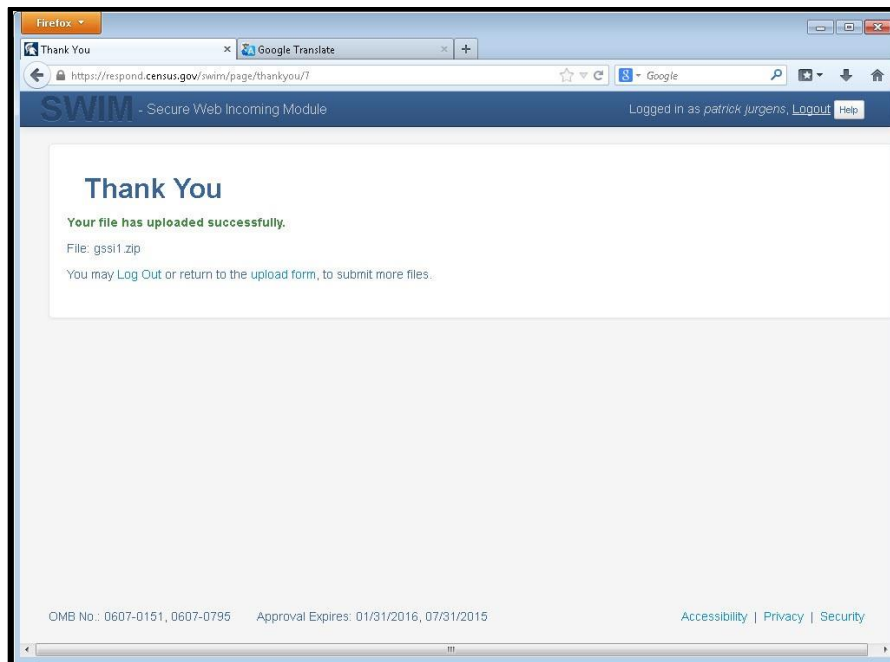 Firefox
Thank You
Google Translate
https://respond.census.gov/swim/page/thankyou/7
Google
SWIM - Secure Web Incoming Module
Logged in as patrick jurgens, Logout Help
Thank You
Your file has uploaded successfully.
File: gssi1.zip
You may Log Out or return to the upload form, to submit more files.
OMB No.: 0607-0151, 0607-0795 Approval Expires: 01/31/2016, 07/31/2015 Accessibility | Privacy | Security